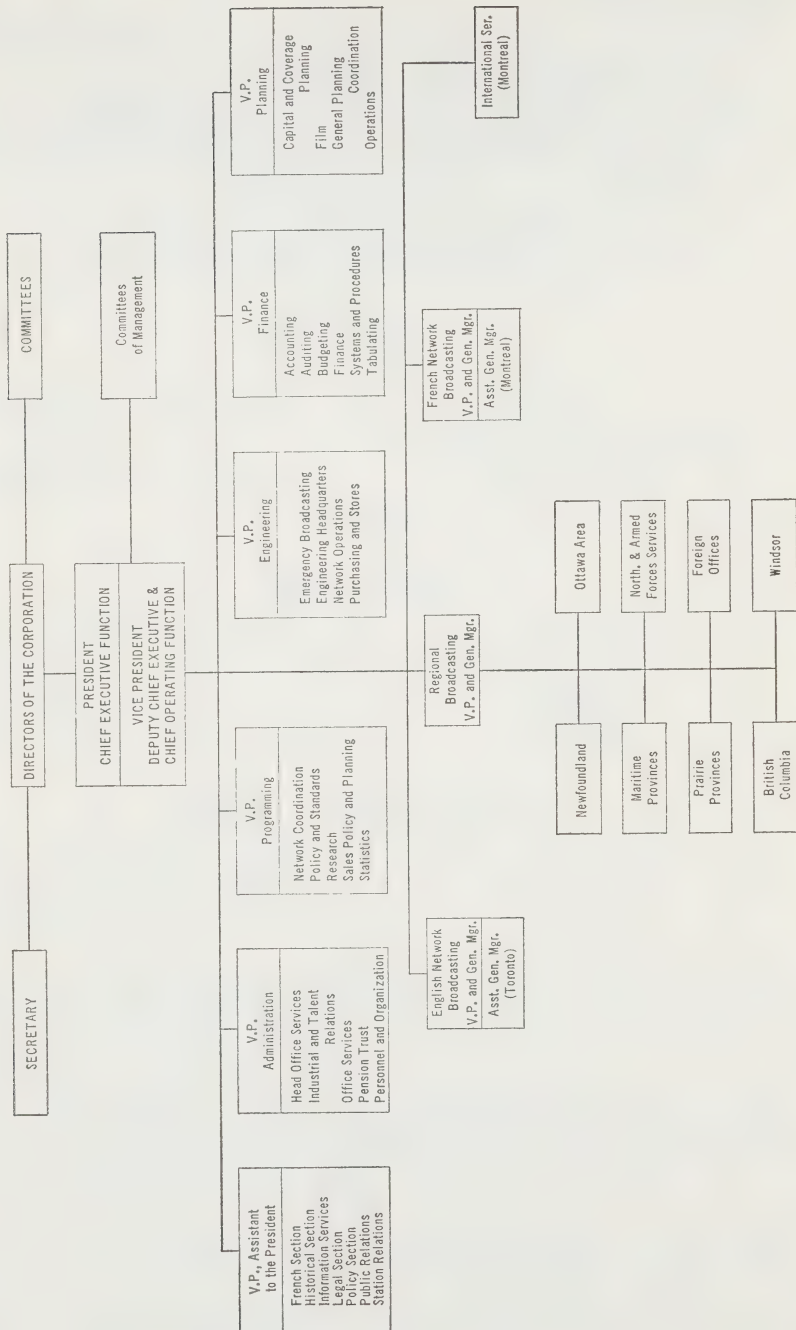 SECRETARY
DIRECTORS OF THE CORPORATION
COMMITTEES
PRESIDENT
CHIEF EXECUTIVE FUNCTION
VICE PRESIDENT
DEPUTY CHIEF EXECUTIVE &
CHIEF OPERATING FUNCTION
Committees
of Management
V.P., Assistant
to the President
French Section
Historical Section
Information Services
Legal Section
Policy Section
Public Relations
Station Relations
V.P.
Administration
Head Office Services
Industrial and Talent
Relations
Office Services
Pension Trust
Personnel and Organization
V.P.
Programming
Network Coordination
Policy and Standards
Research
Sales Policy and Planning
Statistics
V.P.
Engineering
Emergency Broadcasting
Engineering Headquarters
Network Operations
Purchasing and Stores
V.P.
Finance
Accounting
Auditing
Budgeting
Finance
Systems and Procedures
Tabulating
V.P.
Planning
Capital and Coverage
Planning
Film
General Planning
Coordination
Operations
English Network
Broadcasting
V.P. and Gen. Mgr.
Asst. Gen. Mgr.
(Toronto)
Regional
Broadcasting
V.P. and Gen. Mgr.
French Network
Broadcasting
V.P. and Gen. Mgr.
Asst. Gen. Mgr.
(Montreal)
International Ser.
(Montreal)
Newfoundland
Ottawa Area
Maritime
Provinces
North. & Armed
Forces Services
Prairie
Provinces
Foreign
Offices
British
Columbia
Windsor